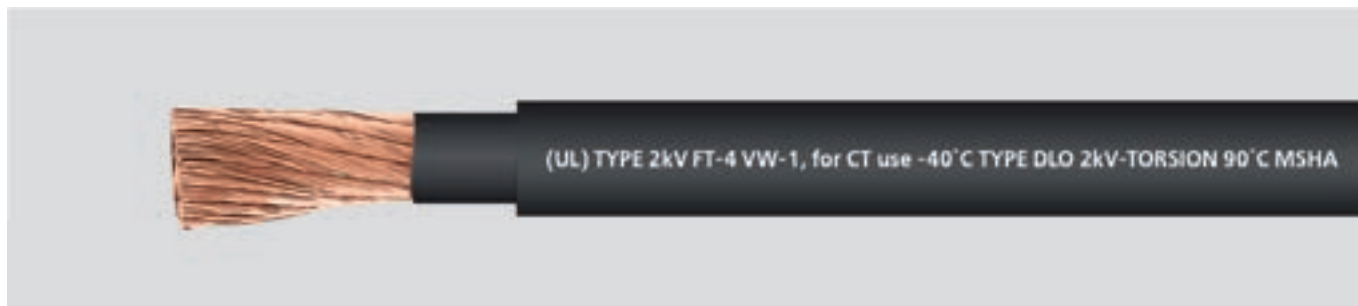 (UL) TYPE 2kV FT-4 VW-1, for CT use -40°C TYPE DLO 2kV-TORSION 90°C MSHA